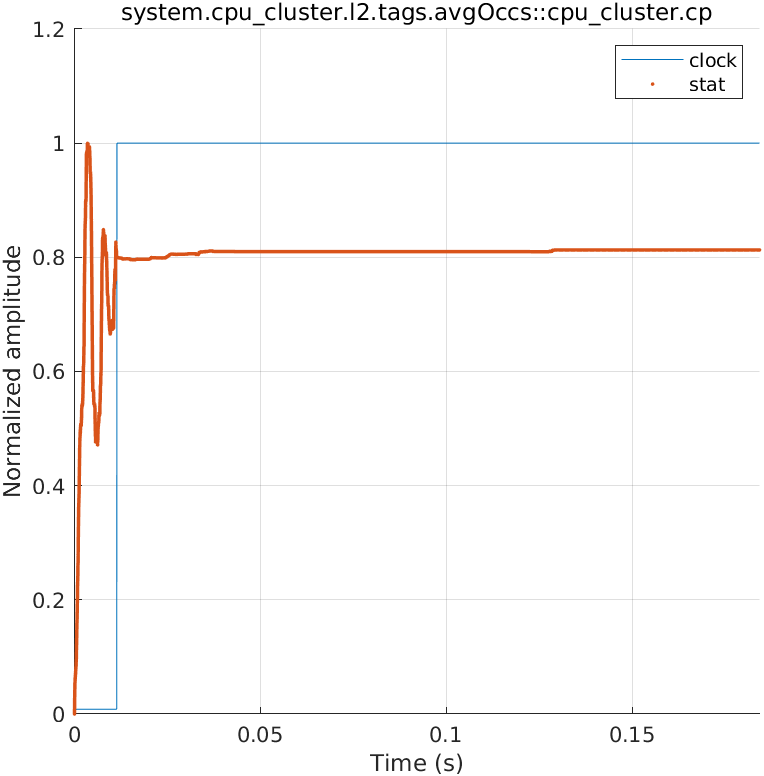 system.cpu_cluster.l2.tags.avgOccs::cpu_cluster.cp
1.2
clock
stat
1
0.8
0.6
0.4
0.2
0
0
0.05
0.1
0.15
Normalized amplitude
Time (s)